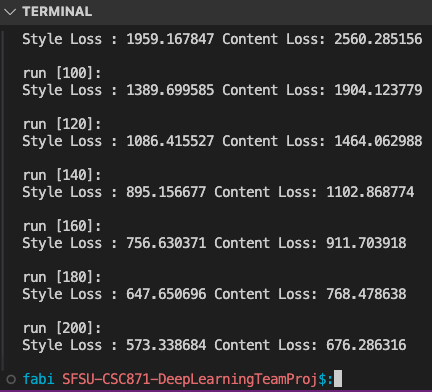 TERMINAL
Style Loss : 1959.167847 Content Loss: 2560.285156
run [100]:
Style Loss : 1389.699585 Content Loss: 1904.123779
run [120]:
Style Loss : 1086.415527 Content Loss: 1464.062988
run [140]:
Style Loss : 895.156677 Content Loss: 1102.868774
run [160]:
Style Loss : 756.630371 Content Loss: 911.703918
run [180]:
Style Loss : 647.650696 Content Loss: 768.478638
run [200]:
Style Loss : 573.338684 Content Loss: 676.286316
fabi SFSU-CSC871-DeepLearningTeamProj$: